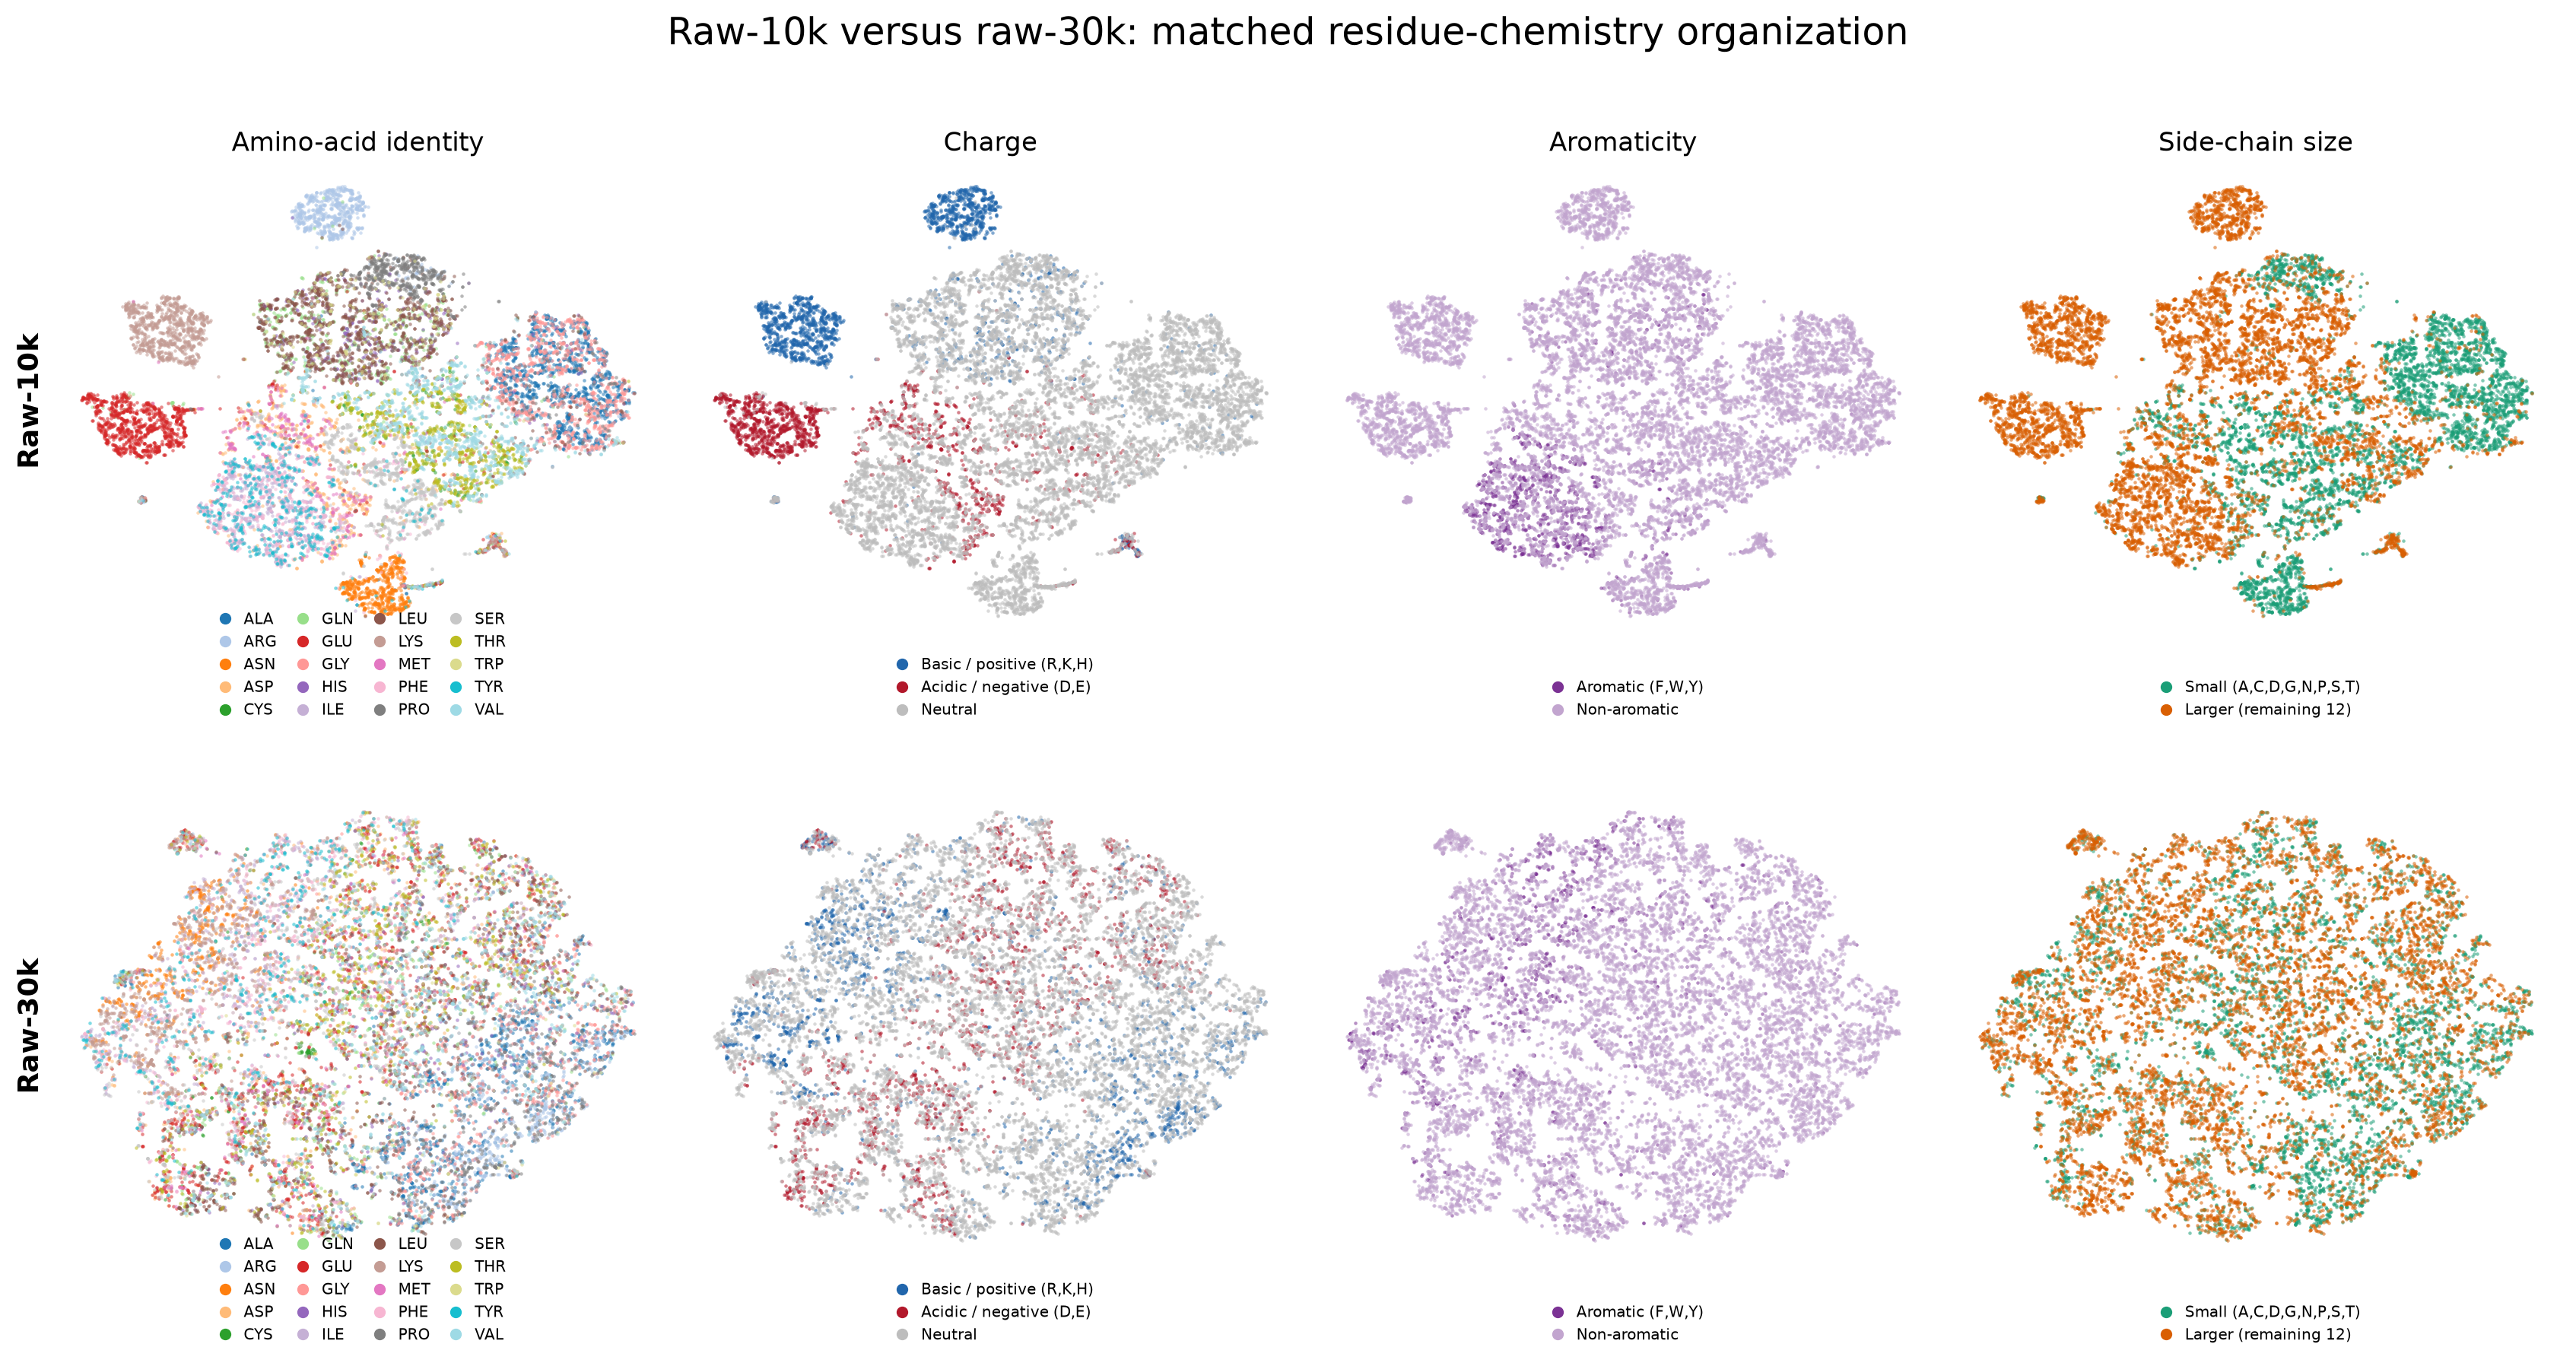 Raw-10k versus raw-30k: matched residue-chemistry organization
Amino-acid identity
Charge
Aromaticity
Side-chain size
Raw-10k
ALA GLN LEU SER
ARG GLU LYS THR
ASN GLY MET TRP
ASP HIS PHE TYR
CYS ILE PRO VAL
Basic / positive (R,K,H)
Acidic / negative (D,E)
Neutral
Aromatic (F,W,Y)
Non-aromatic
Small (A,C,D,G,N,P,S,T)
Larger (remaining 12)
Raw-30k
ALA GLN LEU SER
ARG GLU LYS THR
ASN GLY MET TRP
ASP HIS PHE TYR
CYS ILE PRO VAL
Basic / positive (R,K,H)
Acidic / negative (D,E)
Neutral
Aromatic (F,W,Y)
Non-aromatic
Small (A,C,D,G,N,P,S,T)
Larger (remaining 12)